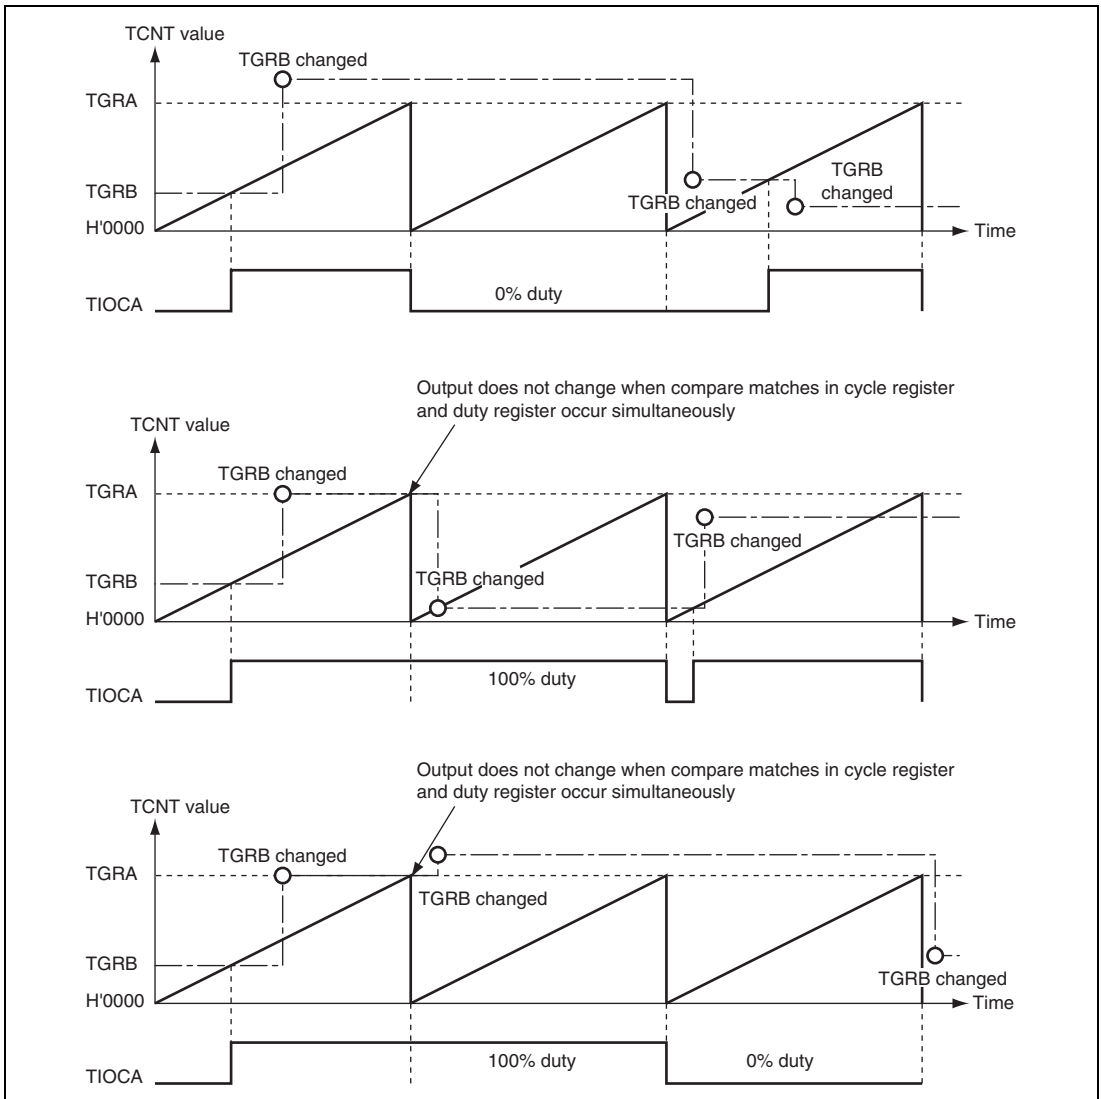 TCNT value
TGRB changed
TGRA
TGRB
changed
TGRB
TGRB changed
H'0000
Time
0% duty
TIOCA
Output does not change when compare matches in cycle register
and duty register occur simultaneously
TCNT value
TGRB changed
TGRA
TGRB changed
TGRB
TGRB changed
H'0000
Time
100% duty
TIOCA
Output does not change when compare matches in cycle register
and duty register occur simultaneously
TCNT value
TGRB changed
TGRA
TGRB changed
TGRB
TGRB changed
H'0000
Time
100% duty
0% duty
TIOCA